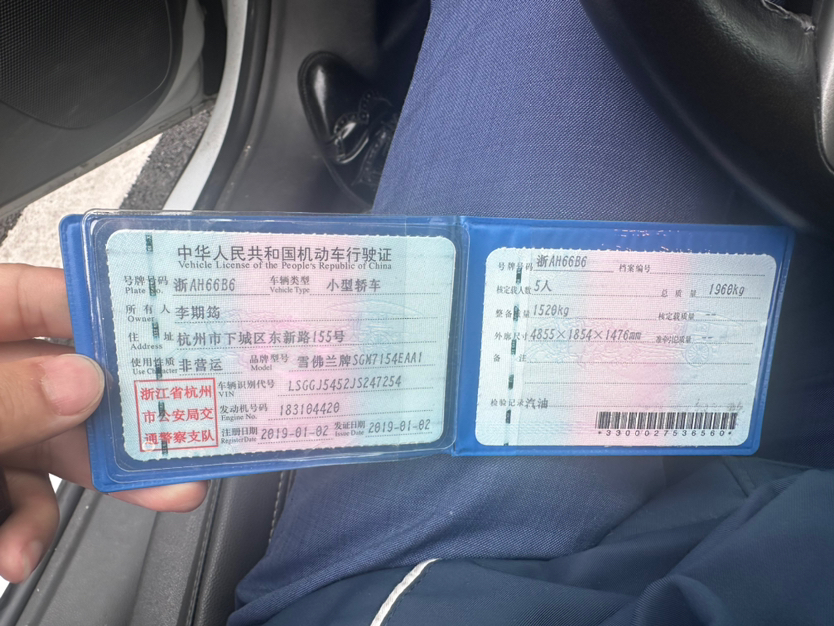 中华人民共和国机动车行驶证
Vehicle License of the People's Republic of China
号牌号码 浙AH66B6 车辆类型 小型轿车
Plate No. Vehicle Type
所有人 李期筠
Owner
住址 杭州市下城区东新路155号
Address
使用性质 非营运 品牌型号 雪佛兰牌SGM7154EAA1
Use Character Model
浙江省杭州
市公安局交
通警察支队
车辆识别代号 LSGGJ5452JS247254
VIN
发动机号码 183104420
Engine No.
注册日期 2019-01-02 发证日期 2019-01-02
Register Date Issue Date
号牌号码 浙AH66B6 档案编号
核定载人数 5人 总质量 1960kg
整备质量 1520kg 核定载质量 --
外廓尺寸 4855×1854×1476mm 准牵引总质量 --
备注
检验记录 汽油
*3300027536560*